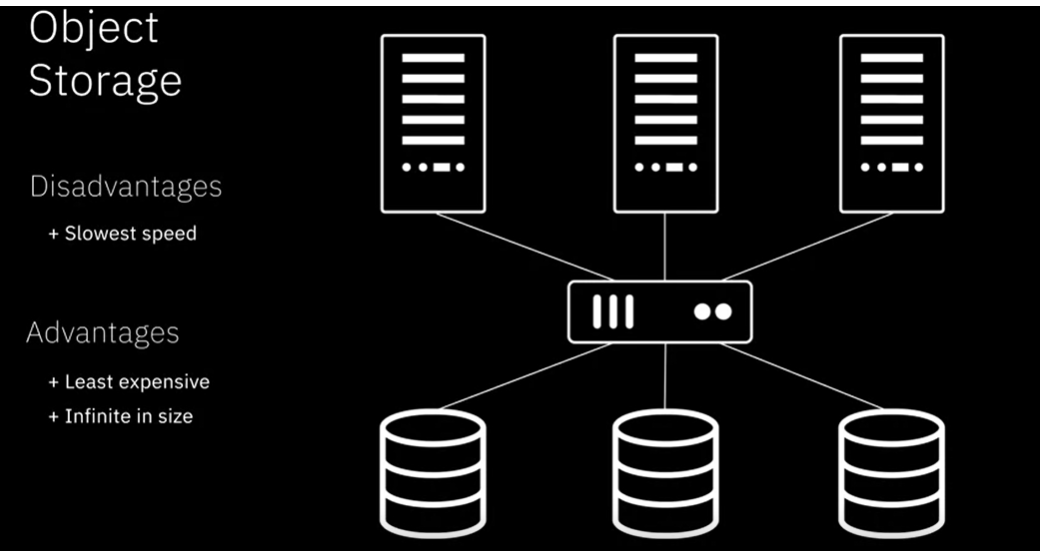 Object
Storage
Disadvantages
+ Slowest speed
Advantages
+ Least expensive
+ Infinite in size